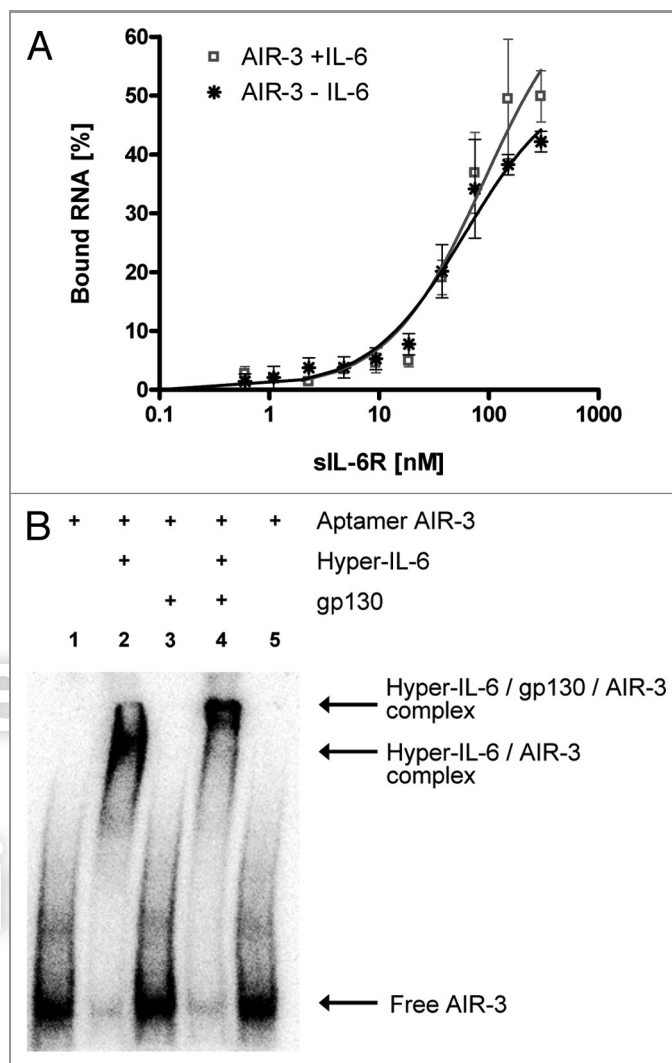 A
60
50
40
30
20
10
0
Bound RNA [%]
AIR-3 +IL-6
AIR-3 - IL-6
0.1 1 10 100 1000
sIL-6R [nM]
B
+ + + + + Aptamer AIR-3
+ + Hyper-IL-6
+ + gp130
1 2 3 4 5
Hyper-IL-6 / gp130 / AIR-3
complex
Hyper-IL-6 / AIR-3
complex
Free AIR-3